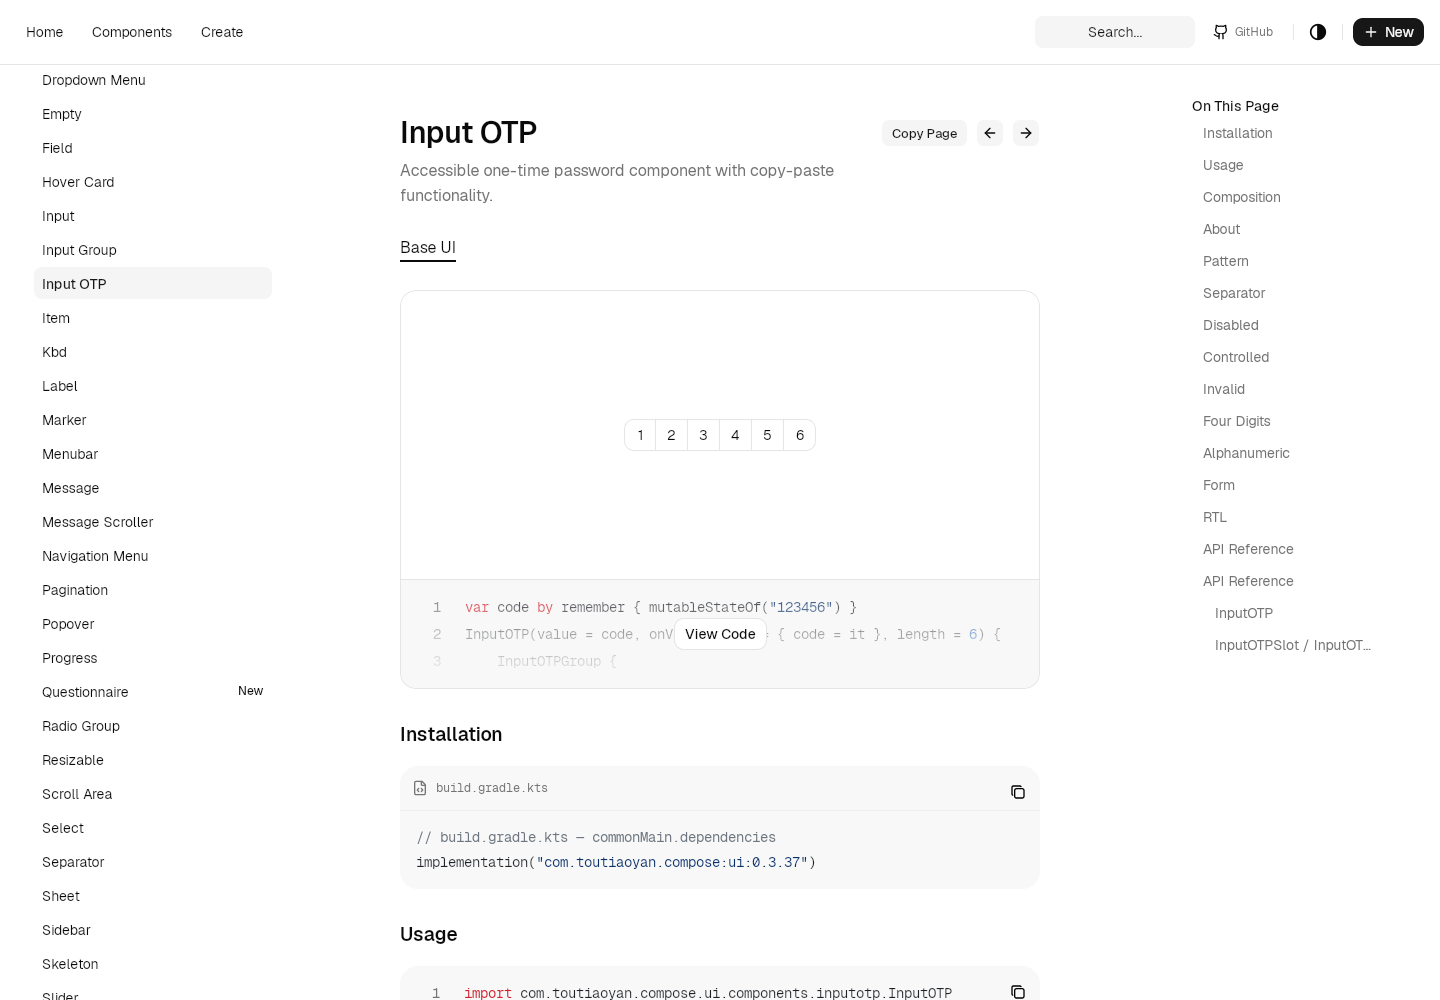 Home Components Create Search... GitHub New
Dropdown Menu
Empty
Field
Hover Card
Input
Input Group
Input OTP
Item
Kbd
Label
Marker
Menubar
Message
Message Scroller
Navigation Menu
Pagination
Popover
Progress
Questionnaire New
Radio Group
Resizable
Scroll Area
Select
Separator
Sheet
Sidebar
Skeleton
Slider
Input OTP
Copy Page
Accessible one-time password component with copy-paste
functionality.
Base UI
1 2 3 4 5 6
1 var code by remember { mutableStateOf("123456") }
2 InputOTP(value = code, onV View Code = { code = it }, length = 6) {
3 InputOTPGroup {
Installation
build.gradle.kts
// build.gradle.kts — commonMain.dependencies
implementation("com.toutiaoyan.compose:ui:0.3.37")
Usage
1 import com.toutiaoyan.compose.ui.components.inputotp.InputOTP
On This Page
Installation
Usage
Composition
About
Pattern
Separator
Disabled
Controlled
Invalid
Four Digits
Alphanumeric
Form
RTL
API Reference
API Reference
InputOTP
InputOTPSlot / InputOT...